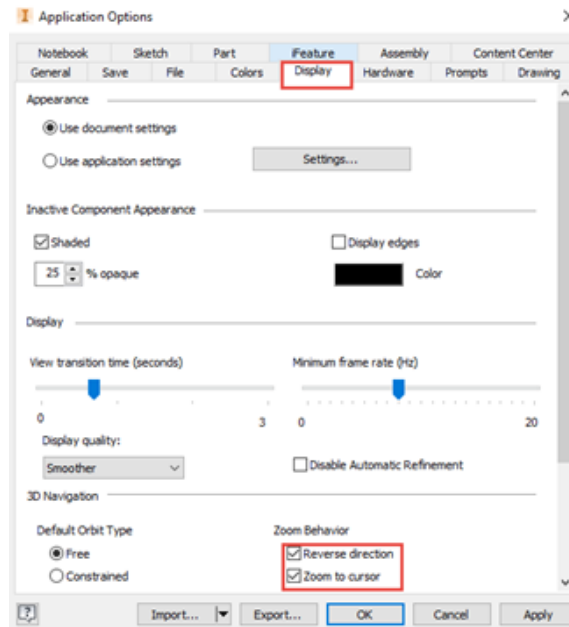 Application Options
Notebook Sketch Part iFeature Assembly Content Center
General Save File Colors Display Hardware Prompts Drawing
Appearance
Use document settings
Use application settings Settings...
Inactive Component Appearance
Shaded Display edges
25 % opaque Color
Display
View transition time (seconds) Minimum frame rate (Hz)
0 3 0 20
Display quality:
Smoother Disable Automatic Refinement
3D Navigation
Default Orbit Type Zoom Behavior
Free Reverse direction
Constrained Zoom to cursor
? Import... Export... OK Cancel Apply